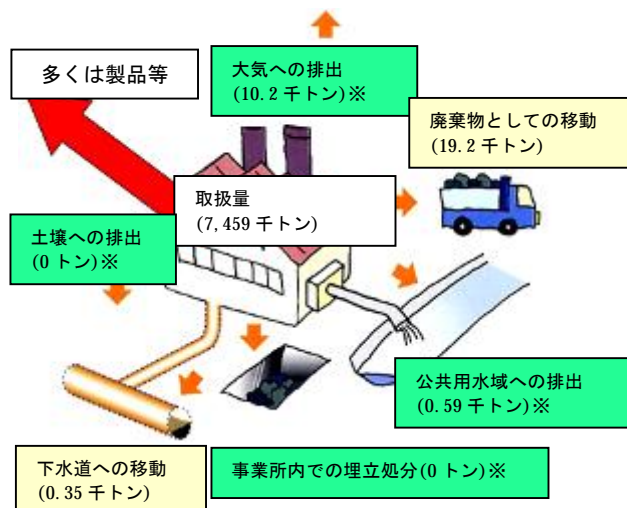 多くは製品等
大気への排出
(10.2 千トン)※
廃棄物としての移動
(19.2 千トン)
取扱量
(7,459 千トン)
土壌への排出
(0 トン)※
公共用水域への排出
(0.59 千トン)※
下水道への移動
(0.35 千トン)
事業所内での埋立処分(0 トン)※